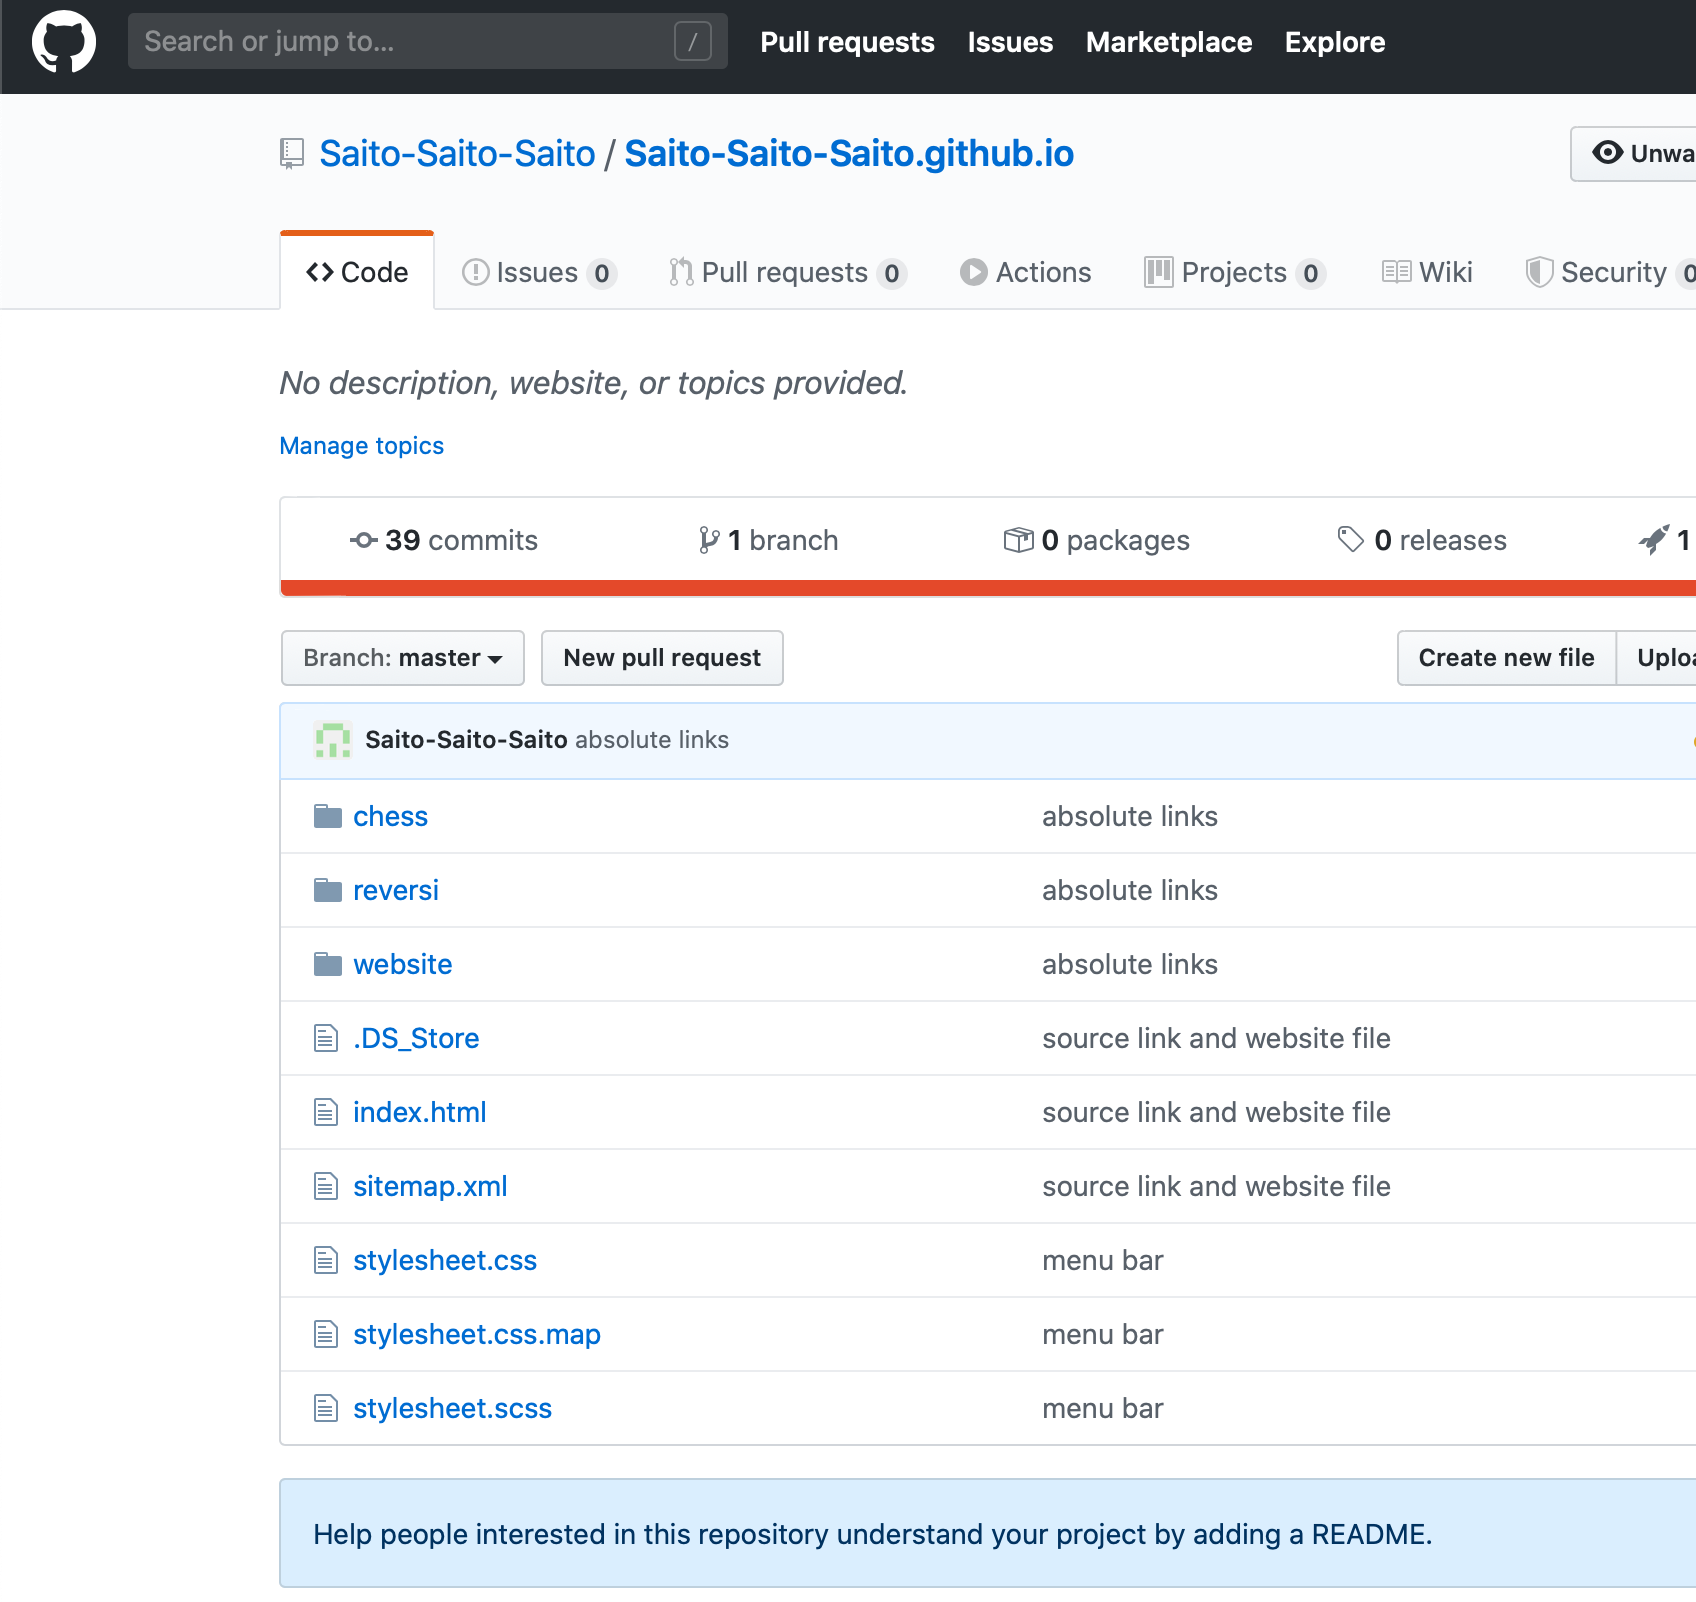 Search or jump to... /
Pull requests Issues Marketplace Explore
Saito-Saito-Saito / Saito-Saito-Saito.github.io
Code Issues 0 Pull requests 0 Actions Projects 0 Wiki Security 0
No description, website, or topics provided.
Manage topics
39 commits 1 branch 0 packages 0 releases 1
Branch: master New pull request Create new file
Saito-Saito-Saito absolute links
chess absolute links
reversi absolute links
website absolute links
.DS_Store source link and website file
index.html source link and website file
sitemap.xml source link and website file
stylesheet.css menu bar
stylesheet.css.map menu bar
stylesheet.scss menu bar
Help people interested in this repository understand your project by adding a README.